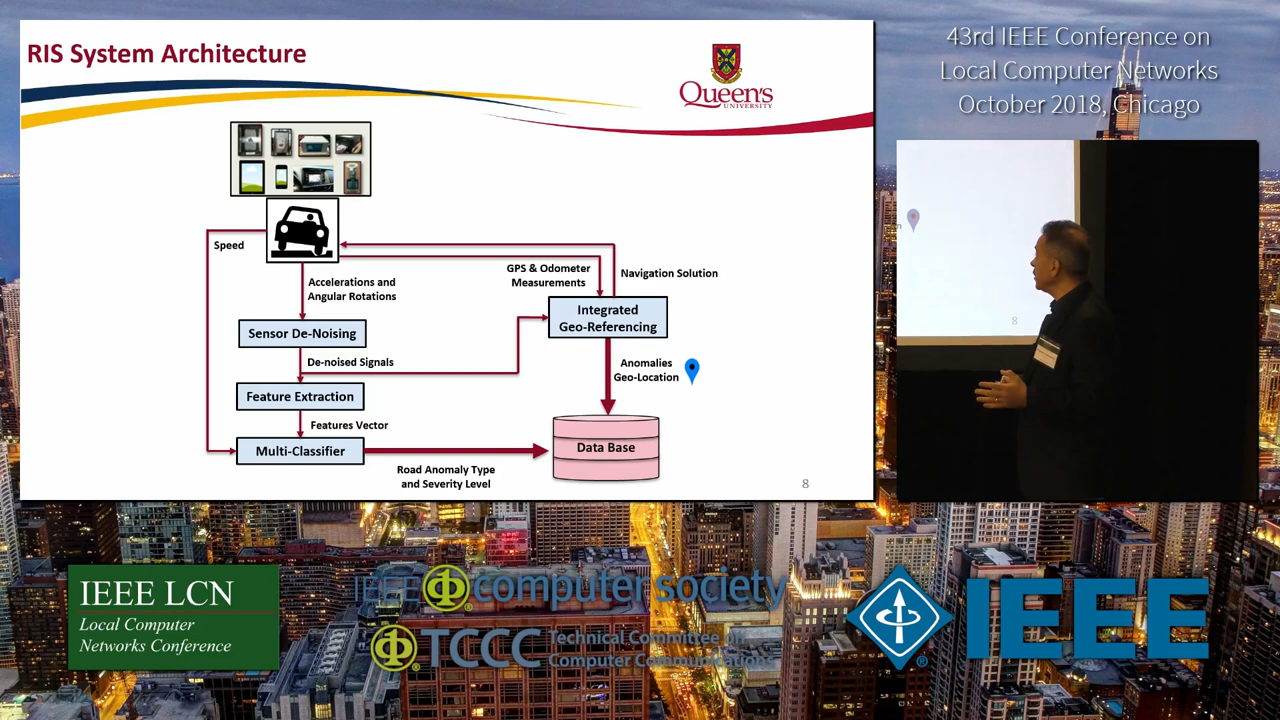 RIS System Architecture
Queen's
UNIVERSITY
43rd IEEE Conference on
Local Computer Networks
October 2018, Chicago
Speed
Accelerations and
Angular Rotations
GPS & Odometer
Measurements
Navigation Solution
Integrated
Geo-Referencing
Sensor De-Noising
De-noised Signals
Anomalies
Geo-Location
Feature Extraction
Features Vector
Multi-Classifier
Data Base
Road Anomaly Type
and Severity Level
8
8
IEEE LCN
Local Computer
Networks Conference
IEEE computer society
TCCC Technical Committee on
Computer Communications
IEEE
®